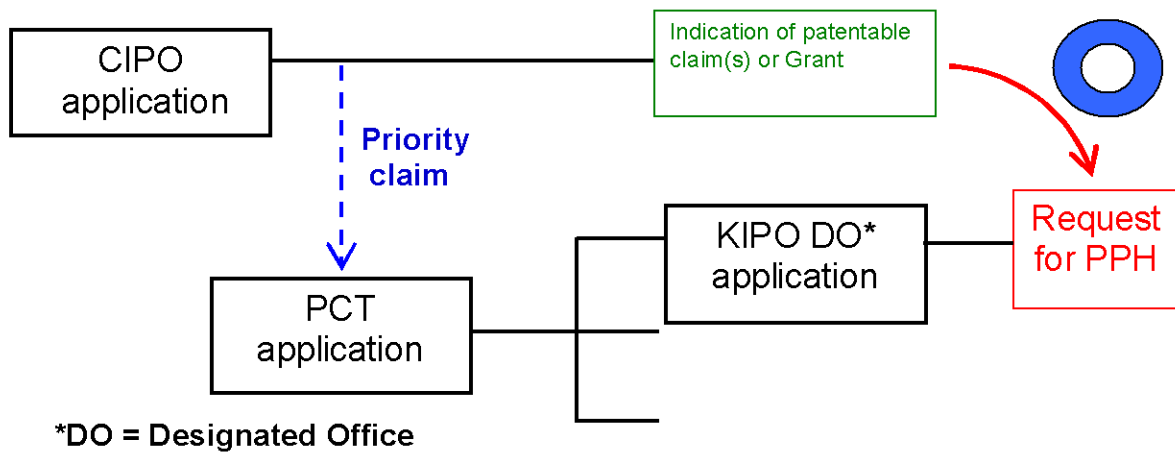 CIPO
application
Indication of patentable
claim(s) or Grant
Priority
claim
KIPO DO*
application
Request
for PPH
PCT
application
*DO = Designated Office